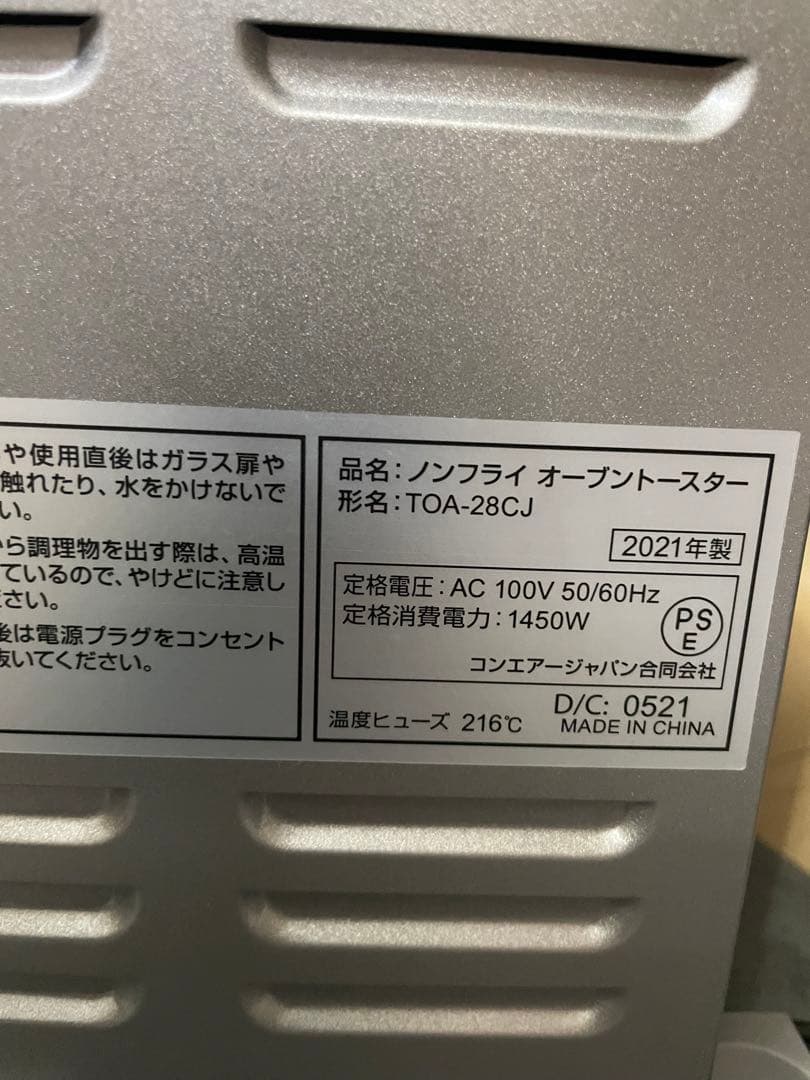 や使用直後はガラス扉や
触れたり、水をかけないで
い。
ら調理物を出す際は、高温
ているので、やけどに注意し
さい。
後は電源プラグをコンセント
抜いてください。
品名：ノンフライ オーブントースター
形名：TOA-28CJ
2021年製
定格電圧：AC 100V 50/60Hz
定格消費電力：1450W
PS
E
コンエアージャパン合同会社
温度ヒューズ 216℃
D/C: 0521
MADE IN CHINA